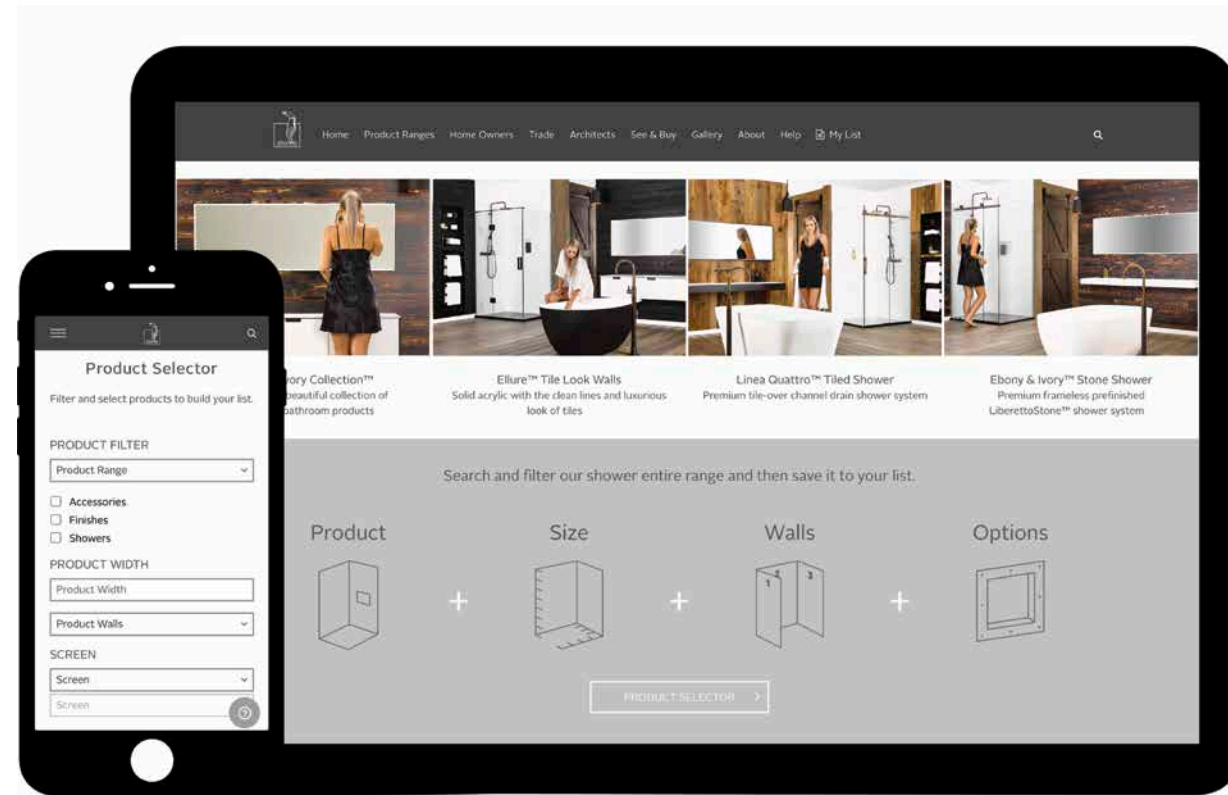 Home Product Ranges Home Owners Trade Architects See & Buy Gallery About Help My List
ory Collection™
beautiful collection of
bathroom products
Ellure™ Tile Look Walls
Solid acrylic with the clean lines and luxurious
look of tiles
Linea Quattro™ Tiled Shower
Premium tile-over channel drain shower system
Ebony & Ivory™ Stone Shower
Premium frameless prefinished
LiberettoStone™ shower system
Search and filter our shower entire range and then save it to your list.
Product
Size
Walls
Options
+
+
+
1 2 3
PRODUCT SELECTOR >
Product Selector
Filter and select products to build your list.
PRODUCT FILTER
Product Range
Accessories
Finishes
Showers
PRODUCT WIDTH
Product Width
Product Walls
SCREEN
Screen
Screen
?